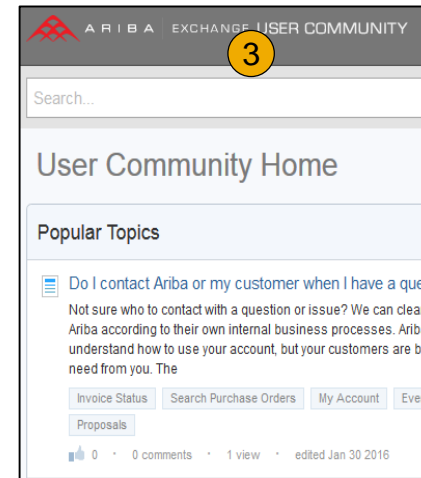 ARIBA EXCHANGE USER COMMUNITY
3
Search...
User Community Home
Popular Topics
Do I contact Ariba or my customer when I have a que
Not sure who to contact with a question or issue? We can clear
Ariba according to their own internal business processes. Arib
understand how to use your account, but your customers are b
need from you. The
Invoice Status Search Purchase Orders My Account Eve
Proposals
0 · 0 comments · 1 view · edited Jan 30 2016